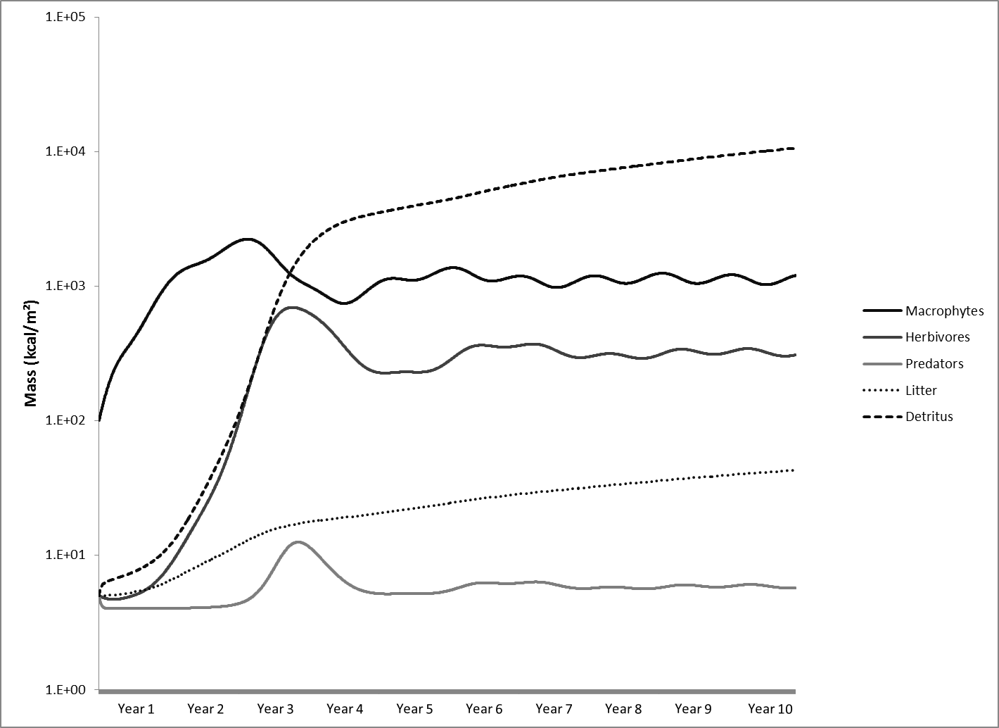 1.E+05
1.E+04
1.E+03
1.E+02
1.E+01
1.E+00
Mass (kcal/m²)
Year 1 Year 2 Year 3 Year 4 Year 5 Year 6 Year 7 Year 8 Year 9 Year 10
Macrophytes
Herbivores
Predators
Litter
Detritus